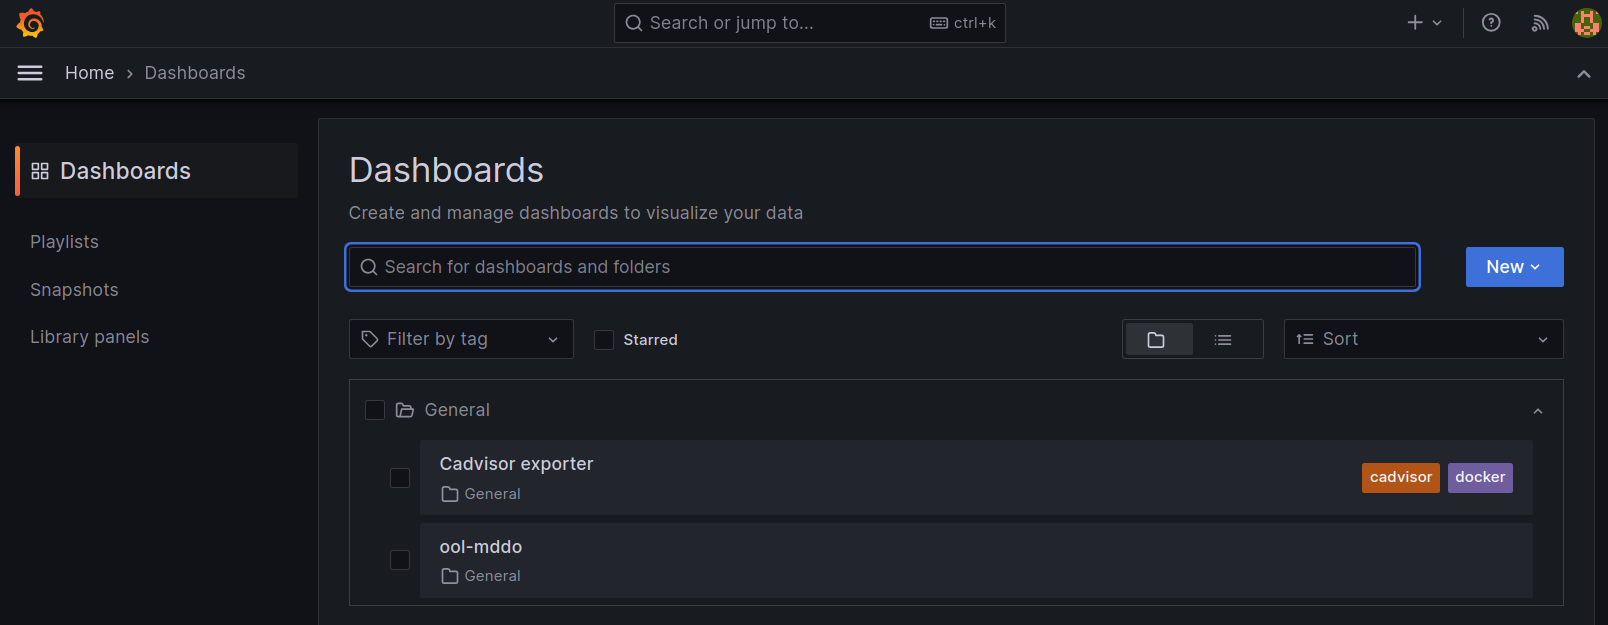 Search or jump to... ctrl+k
Home › Dashboards
Dashboards
Playlists
Snapshots
Library panels
Dashboards
Create and manage dashboards to visualize your data
Search for dashboards and folders
New
Filter by tag
Starred
Sort
General
Cadvisor exporter
General
cadvisor docker
ool-mddo
General